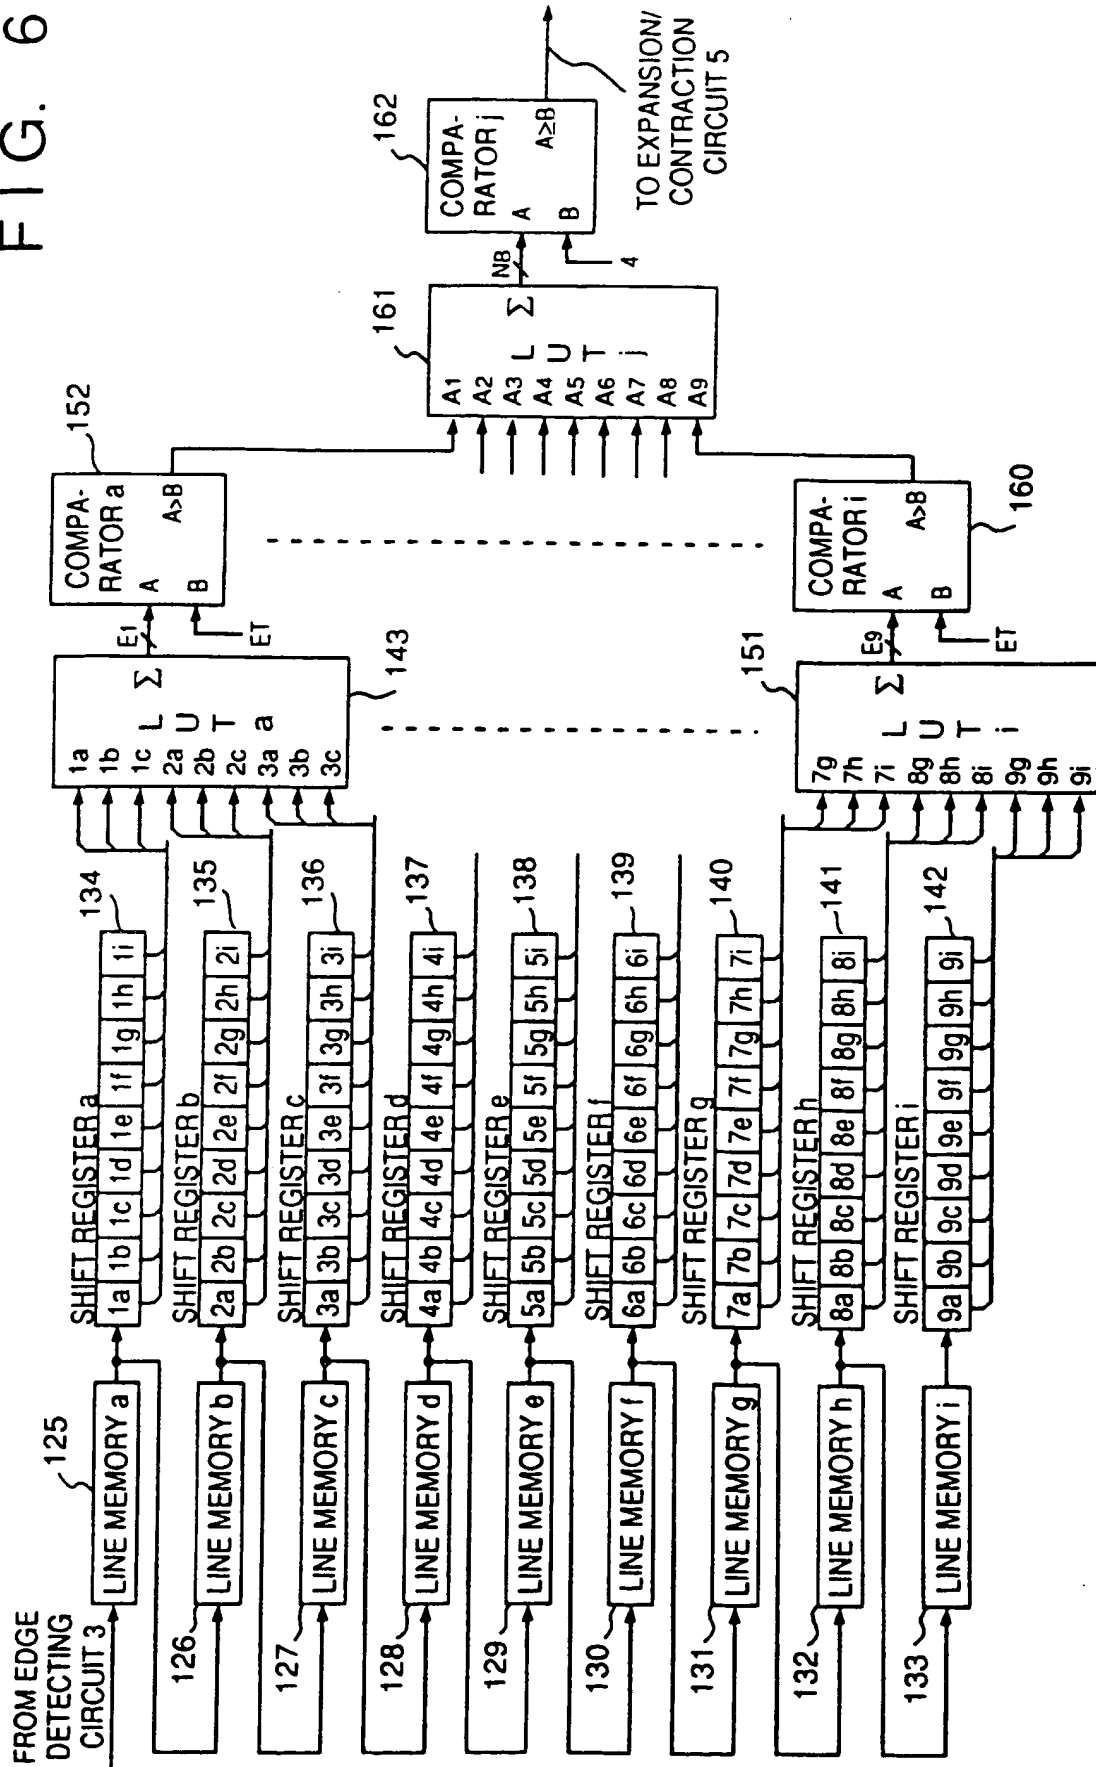 FIG. 6
FROM EDGE
DETECTING
CIRCUIT 3
125
LINE MEMORY a
126
LINE MEMORY b
127
LINE MEMORY c
128
LINE MEMORY d
129
LINE MEMORY e
130
LINE MEMORY f
131
LINE MEMORY g
132
LINE MEMORY h
133
LINE MEMORY i
SHIFT REGISTER a
134
1a 1b 1c 1d 1e 1f 1g 1h 1i
SHIFT REGISTER b
135
2a 2b 2c 2d 2e 2f 2g 2h 2i
SHIFT REGISTER c
136
3a 3b 3c 3d 3e 3f 3g 3h 3i
SHIFT REGISTER d
137
4a 4b 4c 4d 4e 4f 4g 4h 4i
SHIFT REGISTER e
138
5a 5b 5c 5d 5e 5f 5g 5h 5i
SHIFT REGISTER f
139
6a 6b 6c 6d 6e 6f 6g 6h 6i
SHIFT REGISTER g
140
7a 7b 7c 7d 7e 7f 7g 7h 7i
SHIFT REGISTER h
141
8a 8b 8c 8d 8e 8f 8g 8h 8i
SHIFT REGISTER i
142
9a 9b 9c 9d 9e 9f 9g 9h 9i
1a
1b
1c
2a
2b
2c
3a
3b
3c
LUT a
Σ
143
7g
7h
7i
8g
8h
8i
9g
9h
9i
LUT i
Σ
151
E1
ET
COMPA-
RATOR a
A
B
A>B
152
E9
ET
COMPA-
RATOR i
A
B
A>B
160
A1
A2
A3
A4
A5
A6
A7
A8
A9
LUT j
Σ
161
NB
4
COMPA-
RATOR j
A
B
A≥B
162
TO EXPANSION/
CONTRACTION
CIRCUIT 5